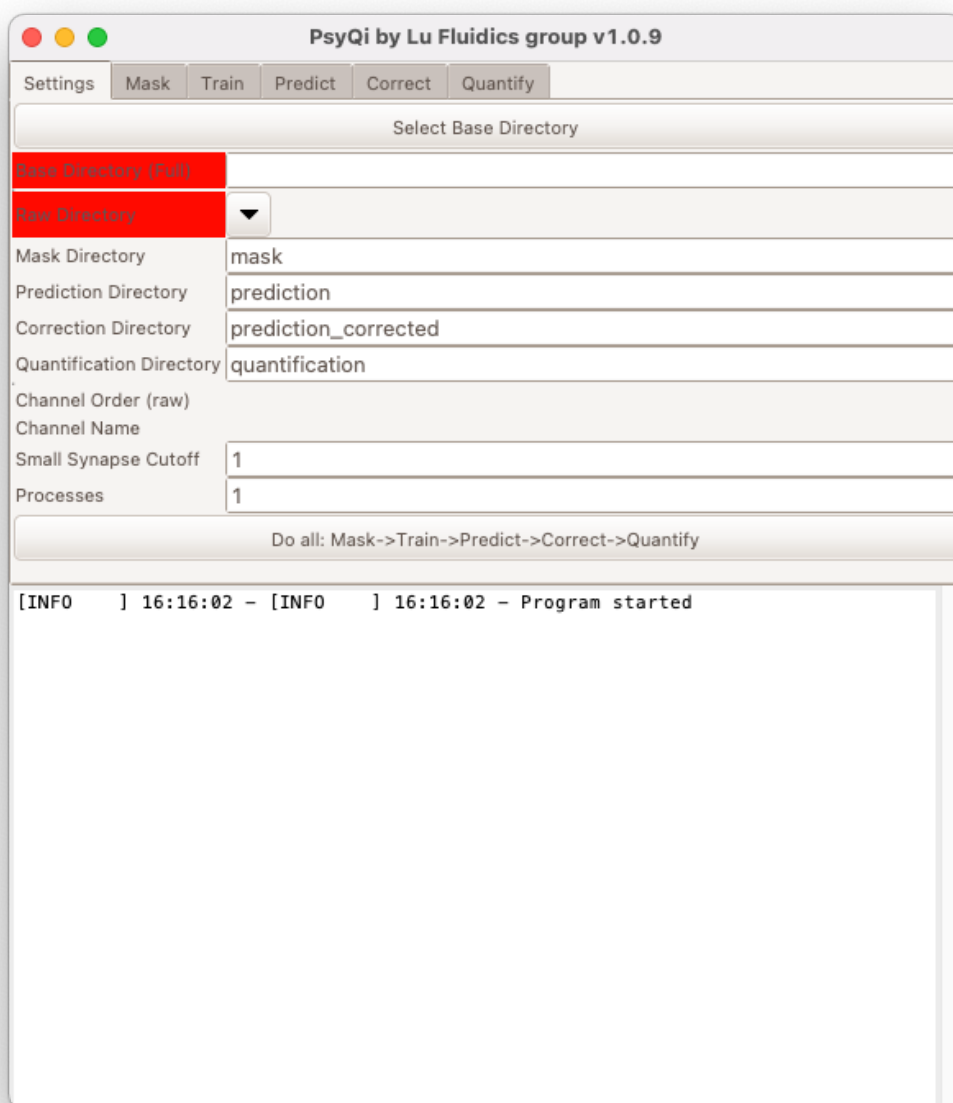 PsyQi by Lu Fluidics group v1.0.9
Settings Mask Train Predict Correct Quantify
Select Base Directory
Base Directory (Full)
Raw Directory
Mask Directory mask
Prediction Directory prediction
Correction Directory prediction_corrected
Quantification Directory quantification
Channel Order (raw)
Channel Name
Small Synapse Cutoff 1
Processes 1
Do all: Mask->Train->Predict->Correct->Quantify
[INFO    ] 16:16:02 – [INFO    ] 16:16:02 – Program started